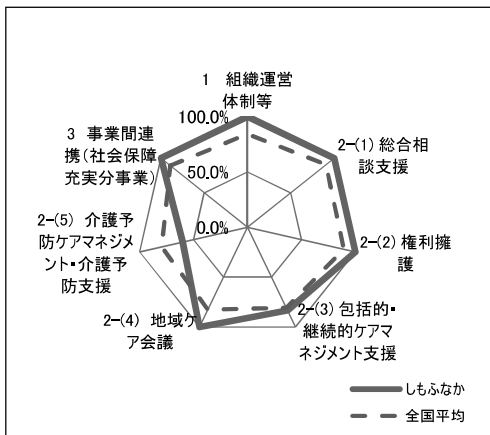 1　組織運営
体制等
100.0%
50.0%
0.0%
2-(1) 総合相
談支援
2-(2) 権利擁
護
2-(3) 包括的・
継続的ケアマ
ネジメント支援
2-(4) 地域ケ
ア会議
2-(5) 介護予
防ケアマネジメ
ント・介護予
防支援
3 事業間連
携(社会保障
充実分事業)
しもふなか
全国平均